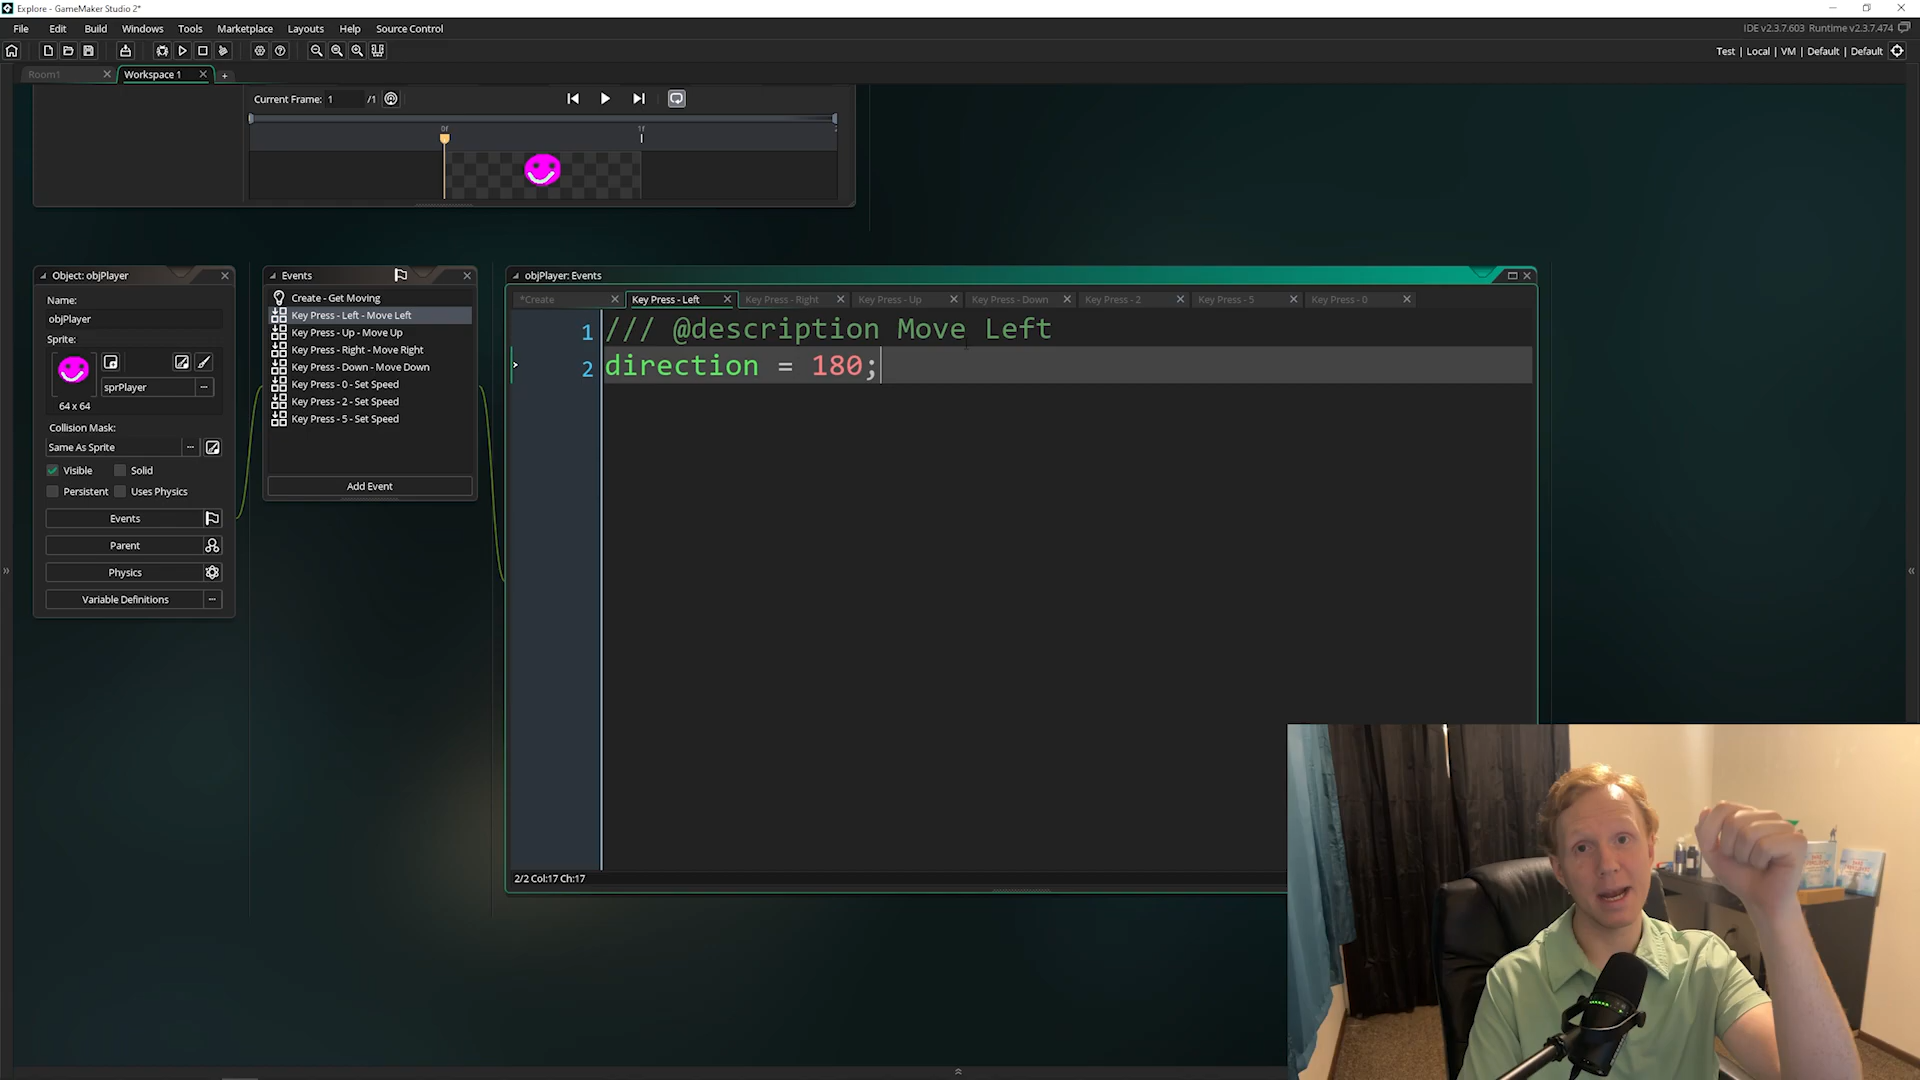 Explore - GameMaker Studio 2*
File Edit Build Windows Tools Marketplace Layouts Help Source Control
IDE v2.3.7.603 Runtime v2.3.7.474
Test | Local | VM | Default | Default
Room1
Workspace 1
Current Frame: 1 /1
0f
1f
Object: objPlayer
Name:
objPlayer
Sprite:
sprPlayer
64 x 64
Collision Mask:
Same As Sprite
Visible
Solid
Persistent
Uses Physics
Events
Parent
Physics
Variable Definitions
Events
Create - Get Moving
Key Press - Left - Move Left
Key Press - Up - Move Up
Key Press - Right - Move Right
Key Press - Down - Move Down
Key Press - 0 - Set Speed
Key Press - 2 - Set Speed
Key Press - 5 - Set Speed
Add Event
objPlayer: Events
*Create
Key Press - Left
Key Press - Right
Key Press - Up
Key Press - Down
Key Press - 2
Key Press - 5
Key Press - 0
1 /// @description Move Left
2 direction = 180;
2/2 Col:17 Ch:17